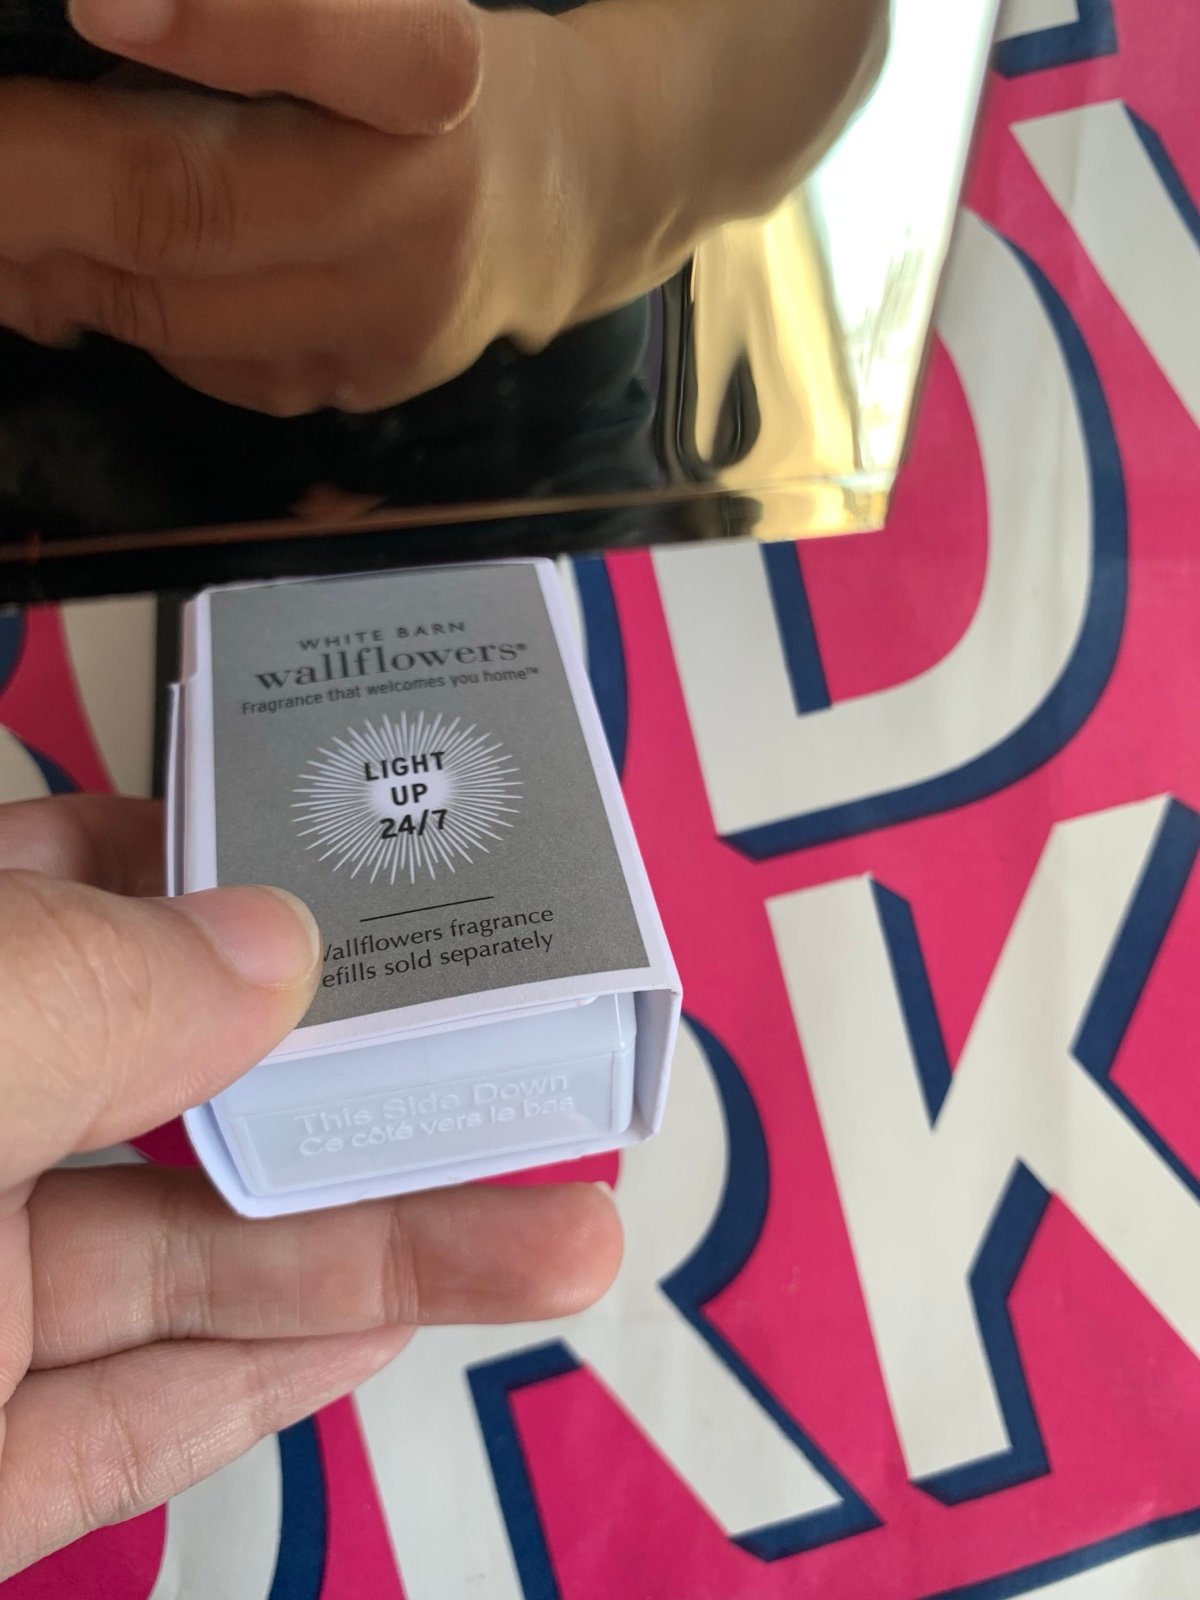 WHITE BARN
wallflowers®
Fragrance that welcomes you home™
LIGHT
UP
24/7
Wallflowers fragrance
refills sold separately
This Side Down
Ce côté vers le bas
D
RK